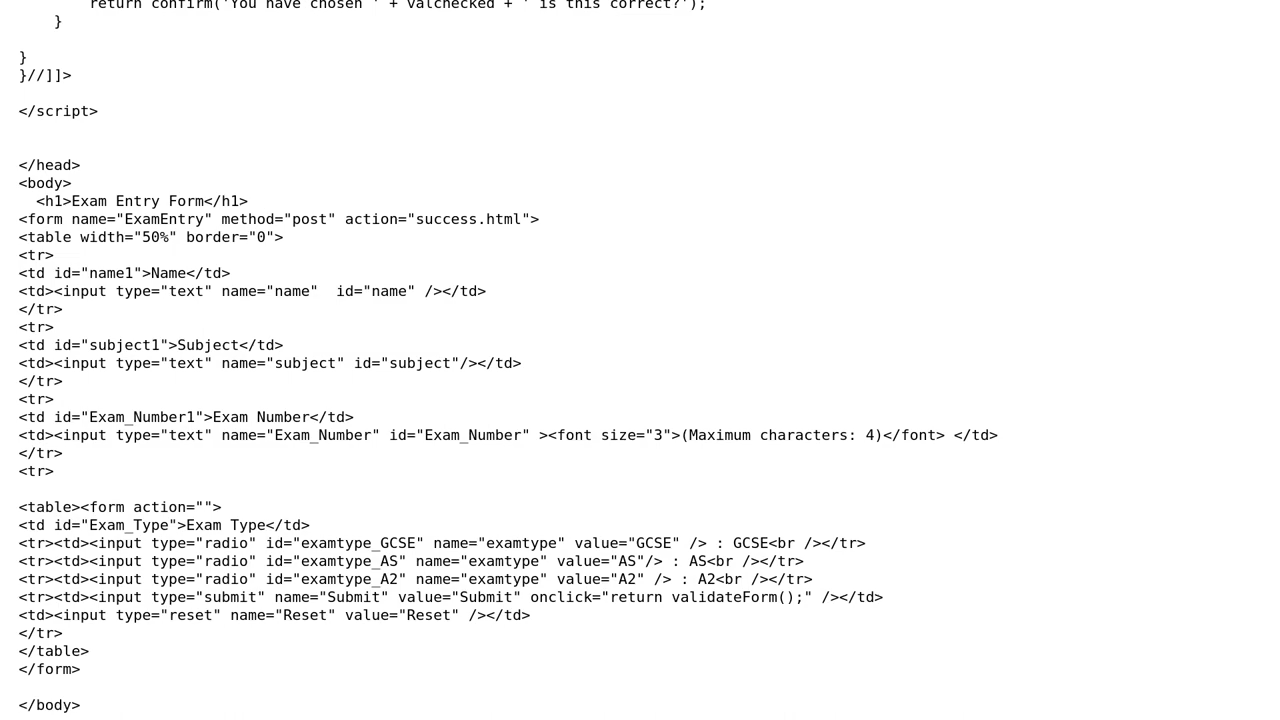 return confirm('You have chosen ' + valchecked + ' is this correct?');
    }

}
}//]]>

</script>


</head>
<body>
  <h1>Exam Entry Form</h1>
<form name="ExamEntry" method="post" action="success.html">
<table width="50%" border="0">
<tr>
<td id="name1">Name</td>
<td><input type="text" name="name"  id="name" /></td>
</tr>
<tr>
<td id="subject1">Subject</td>
<td><input type="text" name="subject" id="subject"/></td>
</tr>
<tr>
<td id="Exam_Number1">Exam Number</td>
<td><input type="text" name="Exam_Number" id="Exam_Number" ><font size="3">(Maximum characters: 4)</font> </td>
</tr>
<tr>

<table><form action="">
<td id="Exam_Type">Exam Type</td>
<tr><td><input type="radio" id="examtype_GCSE" name="examtype" value="GCSE" /> : GCSE<br /></tr>
<tr><td><input type="radio" id="examtype_AS" name="examtype" value="AS"/> : AS<br /></tr>
<tr><td><input type="radio" id="examtype_A2" name="examtype" value="A2" /> : A2<br /></tr>
<tr><td><input type="submit" name="Submit" value="Submit" onclick="return validateForm();" /></td>
<td><input type="reset" name="Reset" value="Reset" /></td>
</tr>
</table>
</form>

</body>